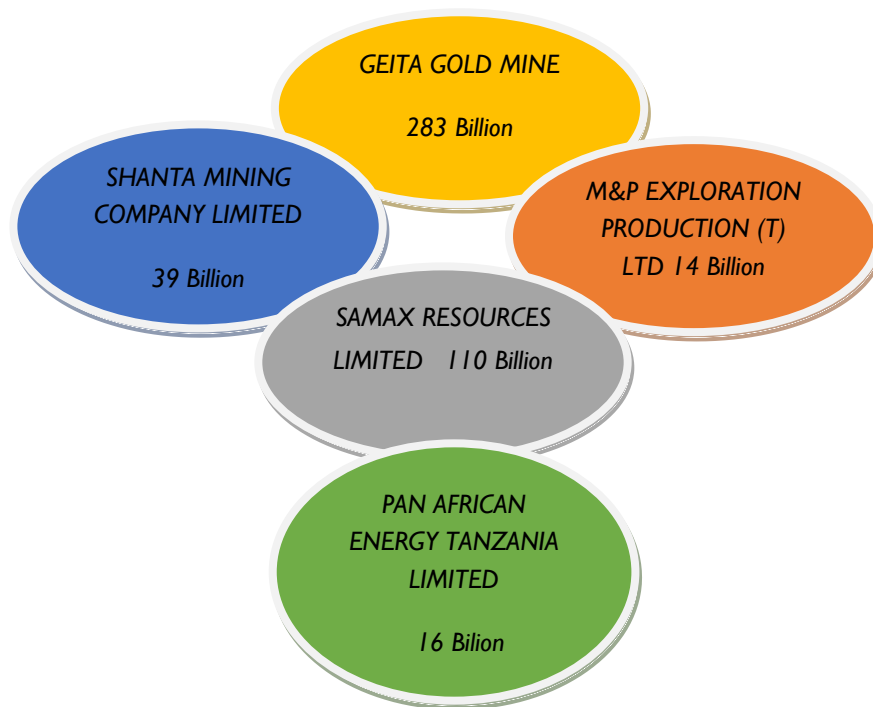 GEITA GOLD MINE
283 Billion
SHANTA MINING
COMPANY LIMITED
39 Billion
M&P EXPLORATION
PRODUCTION (T)
LTD 14 Billion
SAMAX RESOURCES
LIMITED 110 Billion
PAN AFRICAN
ENERGY TANZANIA
LIMITED
16 Bilion